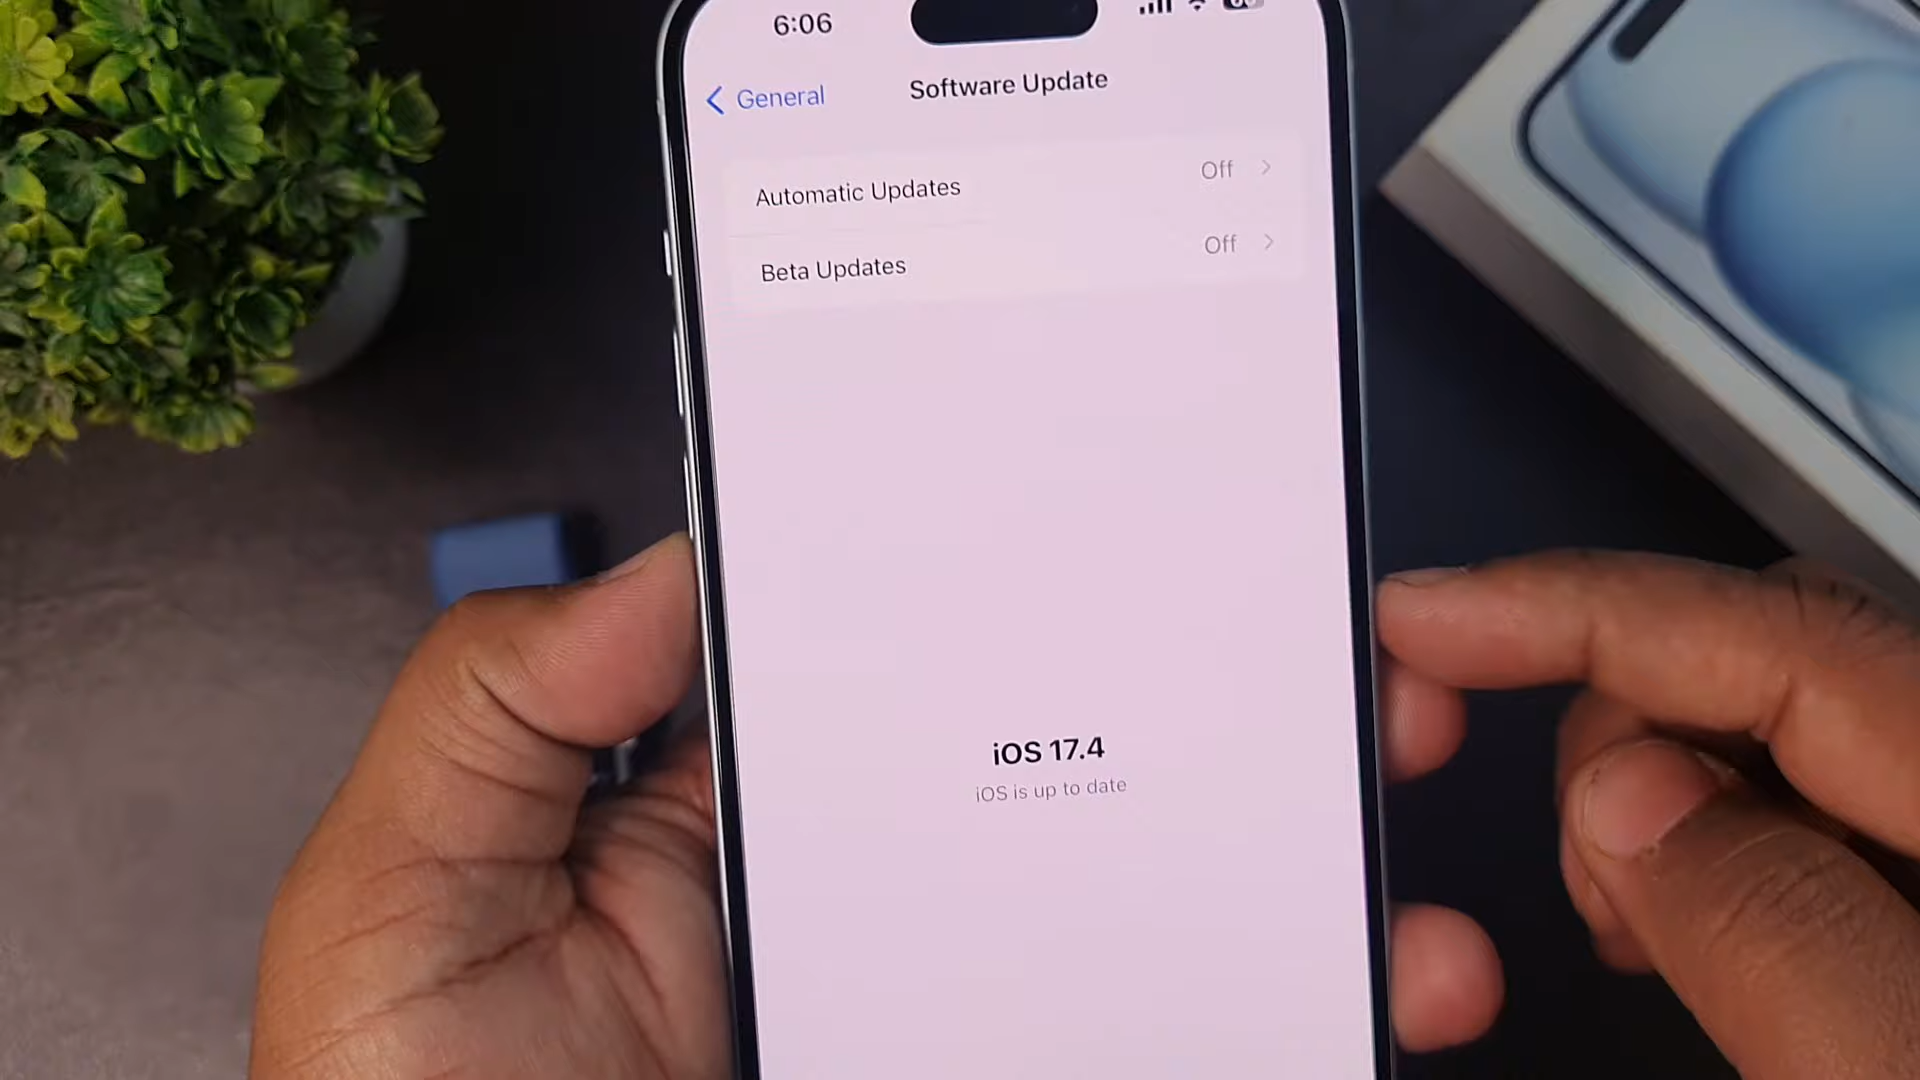 6:06
General
Software Update
Automatic Updates Off
Beta Updates Off
iOS 17.4
iOS is up to date